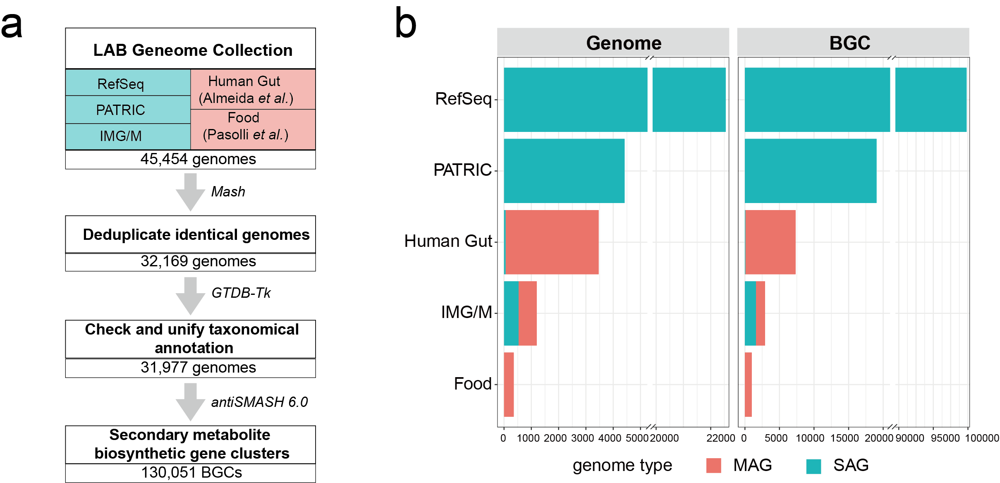 a
LAB Geneome Collection
RefSeq
PATRIC
IMG/M
Human Gut
(Almeida et al.)
Food
(Pasolli et al.)
45,454 genomes
Mash
Deduplicate identical genomes
32,169 genomes
GTDB-Tk
Check and unify taxonomical
annotation
31,977 genomes
antiSMASH 6.0
Secondary metabolite
biosynthetic gene clusters
130,051 BGCs
b
Genome BGC
RefSeq
PATRIC
Human Gut
IMG/M
Food
0 1000 2000 3000 4000 5000 20000 22000
0 5000 10000 15000 20000 90000 95000 100000
genome type MAG SAG